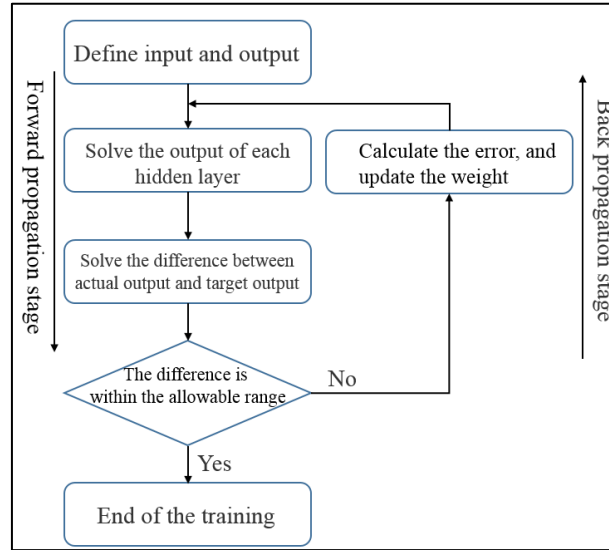 Define input and output
Forward propagation stage
Solve the output of each
hidden layer
Calculate the error, and
update the weight
Back propagation stage
Solve the difference between
actual output and target output
The difference is
within the allowable range
No
Yes
End of the training